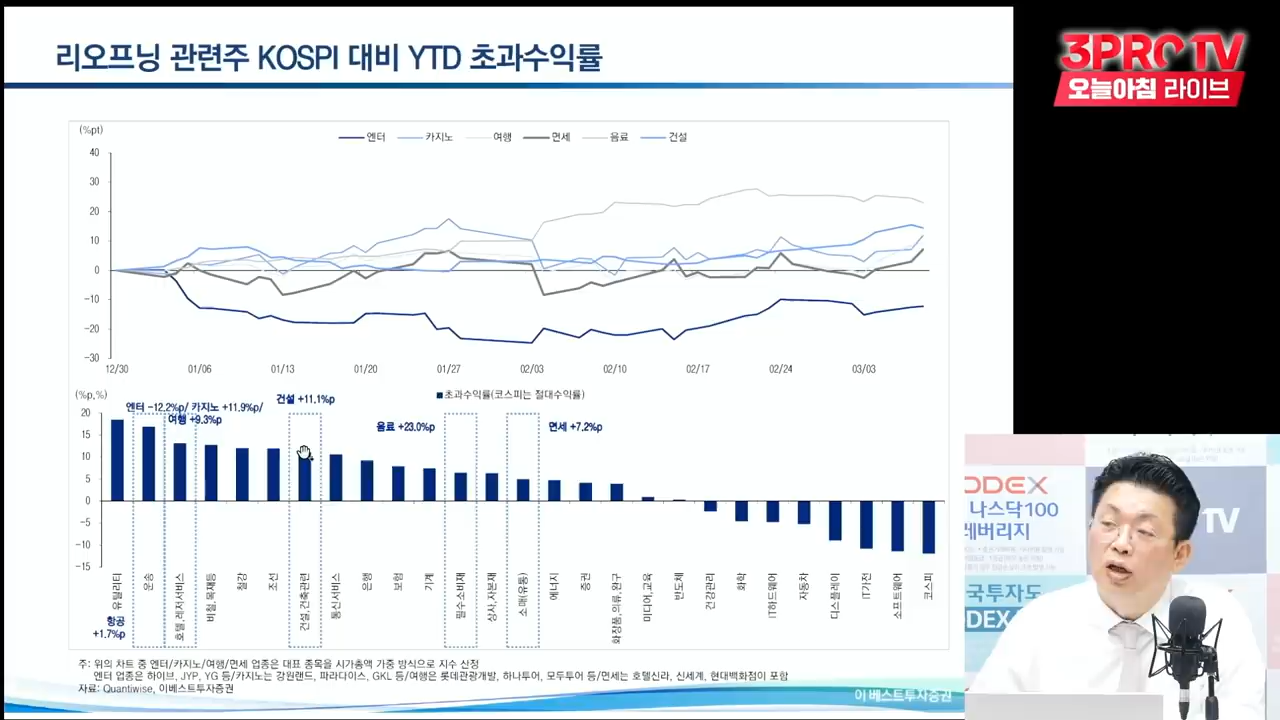 리오프닝 관련주 KOSPI 대비 YTD 초과수익률
3PRO TV
오늘아침 라이브
(%pt)
엔터 카지노 여행 면세 음료 건설
40
30
20
10
0
-10
-20
-30
12/30 01/06 01/13 01/20 01/27 02/03 02/10 02/17 02/24 03/03
(%p,%)
초과수익률(코스피는 절대수익률)
엔터 -12.2%p/ 카지노 +11.9%p/
여행 +9.3%p
건설 +11.1%p
음료 +23.0%p
면세 +7.2%p
20
15
10
5
0
-5
-10
-15
유틸리티
운송
호텔,레저서비스
비철,목재등
철강
조선
건설,건축관련
통신서비스
은행
보험
기계
필수소비재
상사,자본재
소매(유통)
에너지
증권
화장품,의류,완구
미디어,교육
반도체
건강관리
화학
IT하드웨어
자동차
디스플레이
IT가전
소프트웨어
코스피
항공
+1.7%p
주: 위의 차트 중 엔터/카지노/여행/면세 업종은 대표 종목을 시가총액 가중 방식으로 지수 산정
엔터 업종은 하이브, JYP, YG 등/카지노는 강원랜드, 파라다이스, GKL 등/여행은 롯데관광개발, 하나투어, 모두투어 등/면세는 호텔신라, 신세계, 현대백화점이 포함
자료: Quantiwise, 이베스트투자증권
이베스트투자증권
ODEX
나스닥100
레버리지
TV
국투자도
ODEX